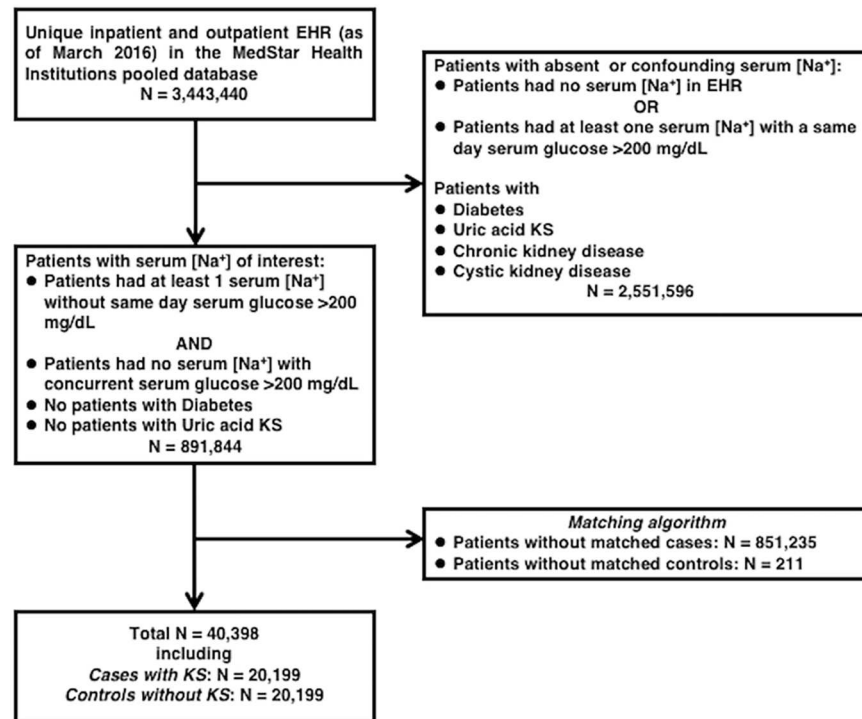 Unique inpatient and outpatient EHR (as
of March 2016) in the MedStar Health
Institutions pooled database
N = 3,443,440
Patients with absent or confounding serum [Na⁺]:
● Patients had no serum [Na⁺] in EHR
OR
● Patients had at least one serum [Na⁺] with a same
day serum glucose >200 mg/dL
Patients with
● Diabetes
● Uric acid KS
● Chronic kidney disease
● Cystic kidney disease
N = 2,551,596
Patients with serum [Na⁺] of interest:
● Patients had at least 1 serum [Na⁺]
without same day serum glucose >200
mg/dL
AND
● Patients had no serum [Na⁺] with
concurrent serum glucose >200 mg/dL
● No patients with Diabetes
● No patients with Uric acid KS
N = 891,844
Matching algorithm
● Patients without matched cases: N = 851,235
● Patients without matched controls: N = 211
Total N = 40,398
including
Cases with KS: N = 20,199
Controls without KS: N = 20,199